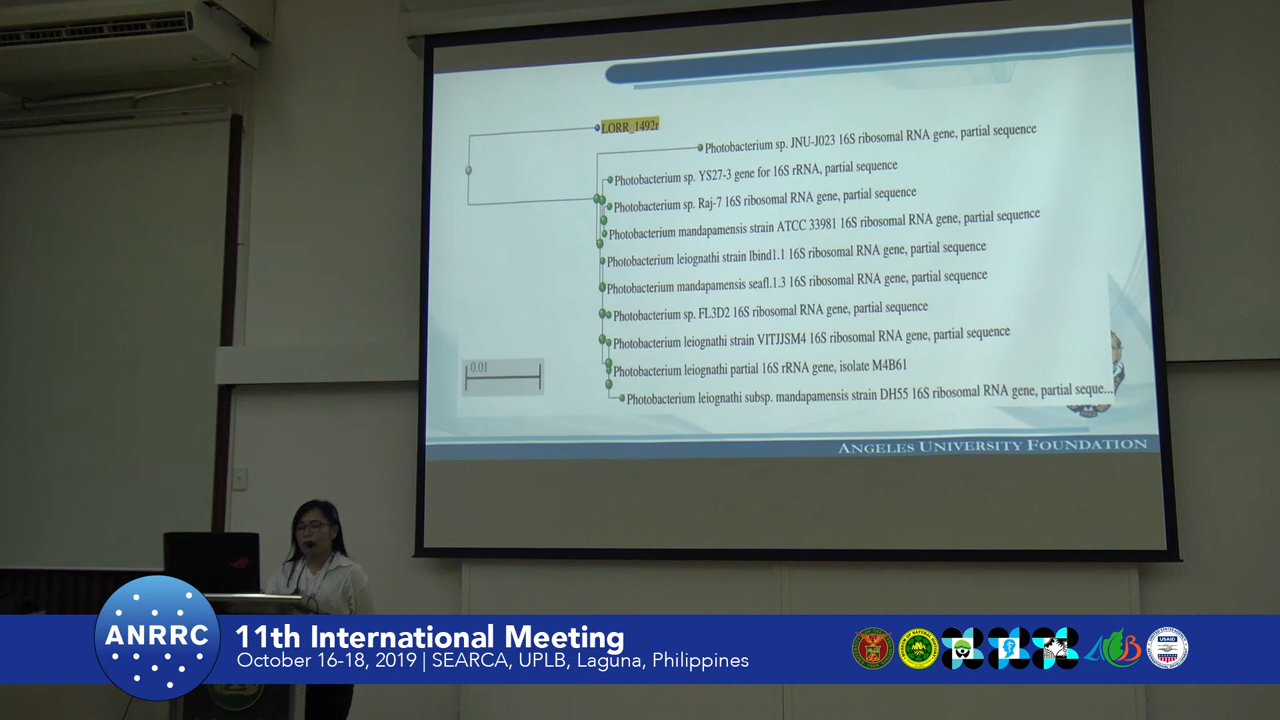 LORR_1492r
Photobacterium sp. JNU-J023 16S ribosomal RNA gene, partial sequence
Photobacterium sp. YS27-3 gene for 16S rRNA, partial sequence
Photobacterium sp. Raj-7 16S ribosomal RNA gene, partial sequence
Photobacterium mandapamensis strain ATCC 33981 16S ribosomal RNA gene, partial sequence
Photobacterium leiognathi strain lbind1.1 16S ribosomal RNA gene, partial sequence
Photobacterium mandapamensis seafl.1.3 16S ribosomal RNA gene, partial sequence
Photobacterium sp. FL3D2 16S ribosomal RNA gene, partial sequence
Photobacterium leiognathi strain VITJJSM4 16S ribosomal RNA gene, partial sequence
Photobacterium leiognathi partial 16S rRNA gene, isolate M4B61
Photobacterium leiognathi subsp. mandapamensis strain DH55 16S ribosomal RNA gene, partial seque...
0.01
ANGELES UNIVERSITY FOUNDATION
ANRRC
11th International Meeting
October 16-18, 2019 | SEARCA, UPLB, Laguna, Philippines
USAID